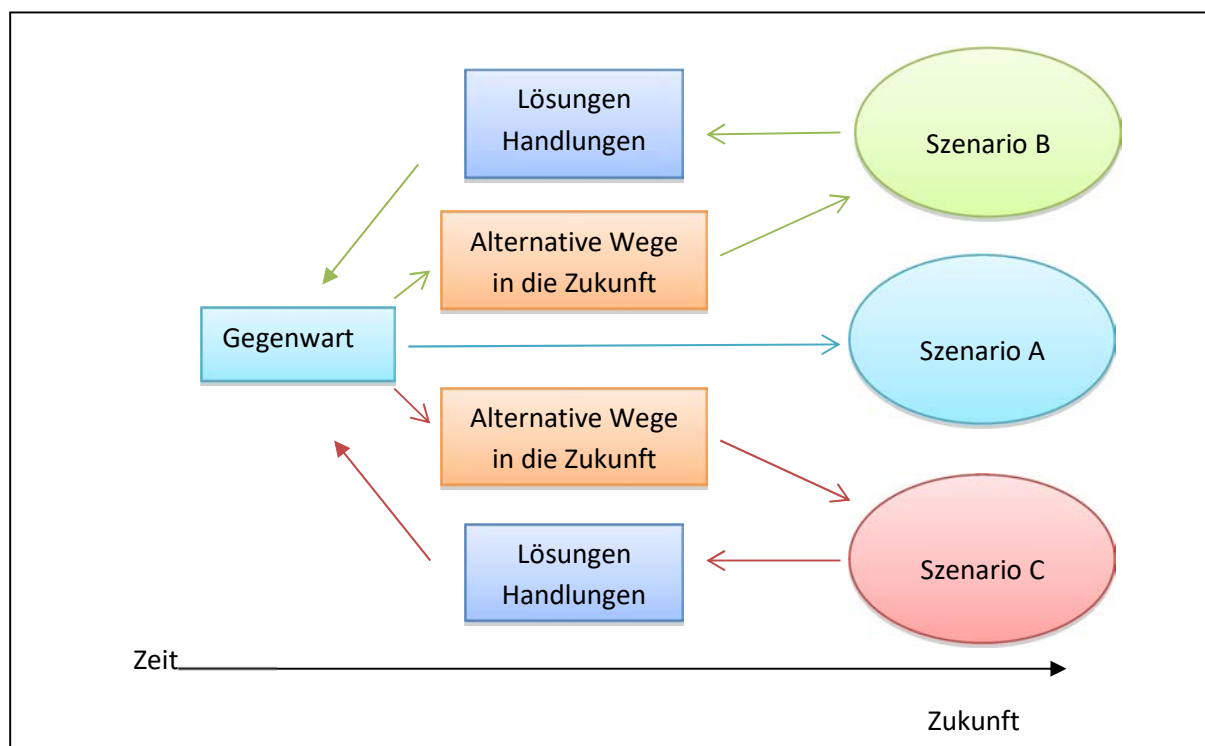 Lösungen
Handlungen
Szenario B
Alternative Wege
in die Zukunft
Gegenwart
Szenario A
Alternative Wege
in die Zukunft
Lösungen
Handlungen
Szenario C
Zeit
Zukunft